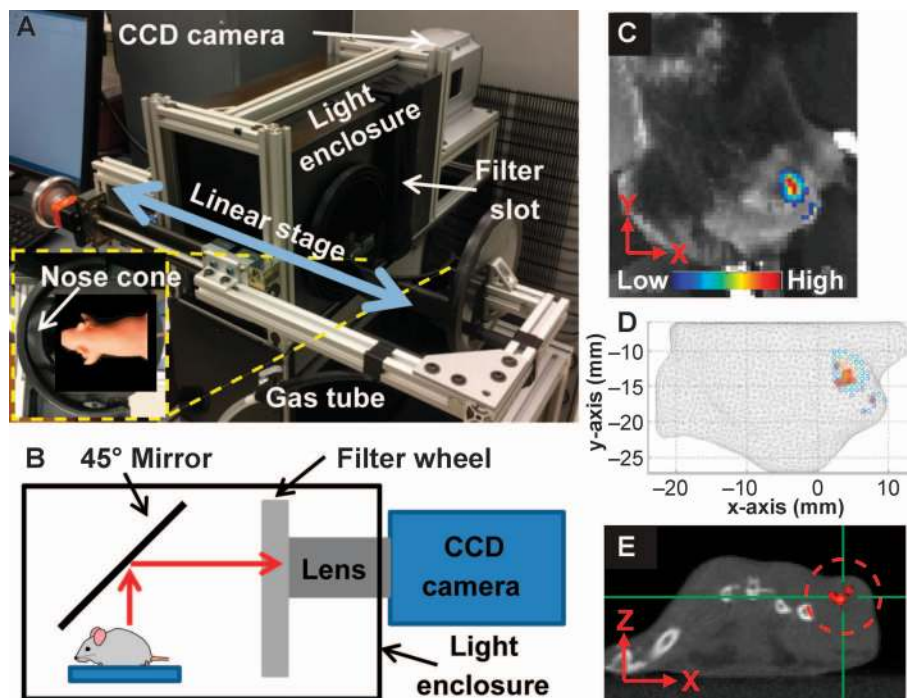 A
CCD camera
Light
enclosure
Filter
slot
Linear stage
Nose cone
Gas tube
B
45° Mirror
Filter wheel
Lens
CCD
camera
Light
enclosure
C
Y
X
Low
High
D
y-axis (mm)
–10
–15
–20
–25
–20
–10
0
10
x-axis (mm)
E
Z
X